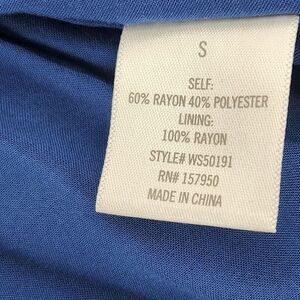 S
SELF:
60% RAYON 40% POLYESTER
LINING:
100% RAYON
STYLE# WS50191
RN# 157950
MADE IN CHINA